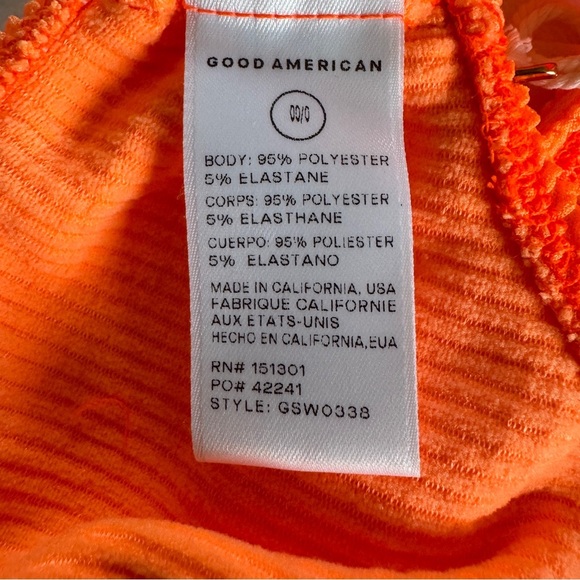 GOOD AMERICAN
00/0
BODY: 95% POLYESTER
5% ELASTANE
CORPS: 95% POLYESTER
5% ELASTHANE
CUERPO: 95% POLIESTER
5% ELASTANO
MADE IN CALIFORNIA, USA
FABRIQUE CALIFORNIE
AUX ETATS-UNIS
HECHO EN CALIFORNIA,EUA
RN# 151301
PO# 42241
STYLE: GSW0338